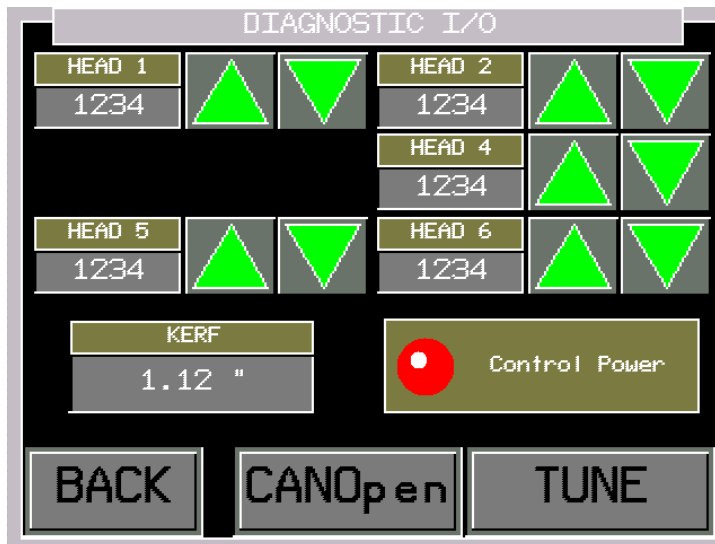 DIAGNOSTIC I/O
HEAD 1
1234
HEAD 2
1234
HEAD 4
1234
HEAD 5
1234
HEAD 6
1234
KERF
1.12 "
Control Power
BACK
CANOpen
TUNE